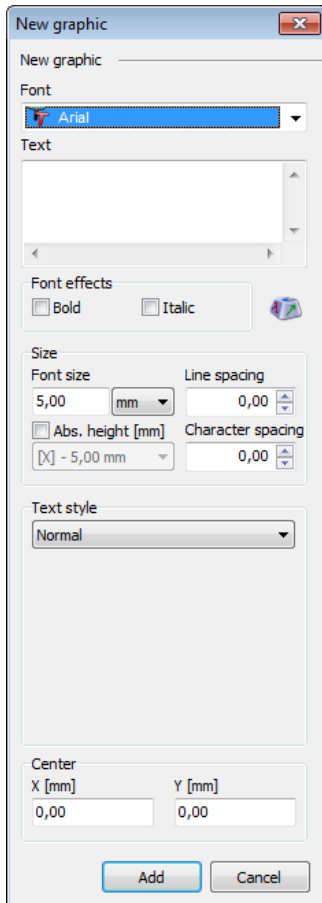 New graphic
New graphic
Font
Arial
Text
Font effects
Bold Italic
Size
Font size Line spacing
5,00 mm 0,00
Abs. height [mm] Character spacing
[X] - 5,00 mm 0,00
Text style
Normal
Center
X [mm] Y [mm]
0,00 0,00
Add Cancel